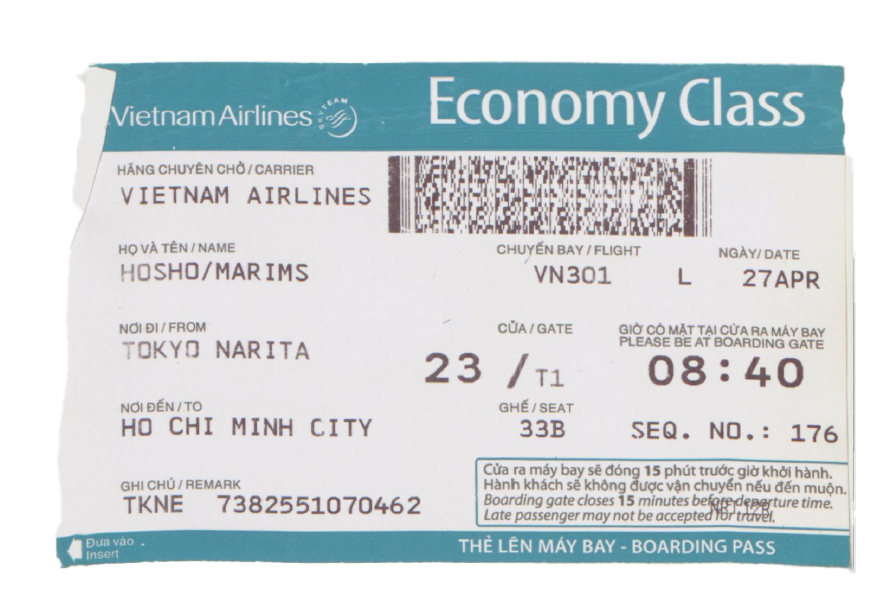 Vietnam Airlines SKYTEAM Economy Class
HÃNG CHUYÊN CHỞ / CARRIER
VIETNAM AIRLINES
HỌ VÀ TÊN / NAME CHUYẾN BAY / FLIGHT NGÀY / DATE
HOSHO/MARIMS VN301 L 27APR
NƠI ĐI / FROM CỬA / GATE GIỜ CÓ MẶT TẠI CỬA RA MÁY BAY
PLEASE BE AT BOARDING GATE
TOKYO NARITA 23 / T1 08:40
NƠI ĐẾN / TO GHẾ / SEAT
HO CHI MINH CITY 33B SEQ. NO.: 176
GHI CHÚ / REMARK
TKNE 7382551070462
Cửa ra máy bay sẽ đóng 15 phút trước giờ khởi hành.
Hành khách sẽ không được vận chuyển nếu đến muộn.
Boarding gate closes 15 minutes before departure time.
Late passenger may not be accepted for travel.
Đưa vào
Insert
THẺ LÊN MÁY BAY - BOARDING PASS